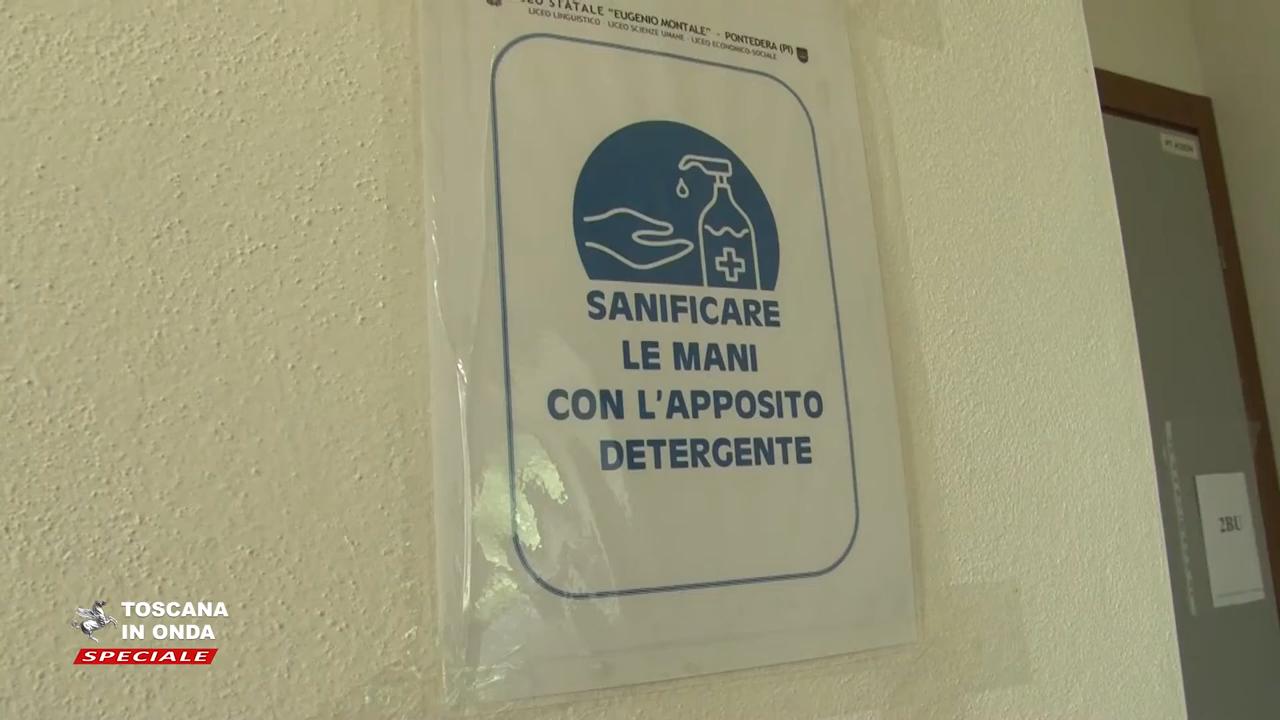 STATALE "EUGENIO MONTALE" - PONTEDERA (PI)
LICEO LINGUISTICO - LICEO SCIENZE UMANE - LICEO ECONOMICO-SOCIALE
SANIFICARE
LE MANI
CON L'APPOSITO
DETERGENTE
2BU
TOSCANA
IN ONDA
SPECIALE